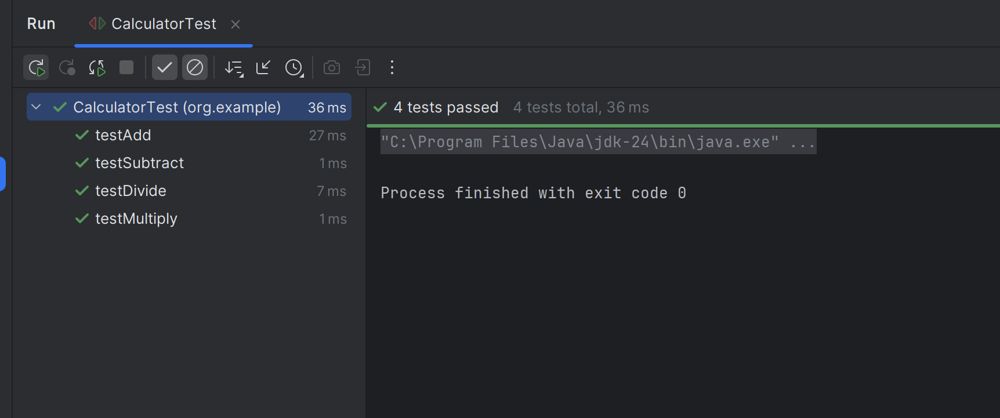 Run CalculatorTest
CalculatorTest (org.example) 36 ms
testAdd 27 ms
testSubtract 1 ms
testDivide 7 ms
testMultiply 1 ms
4 tests passed 4 tests total, 36 ms
"C:\Program Files\Java\jdk-24\bin\java.exe" ...
Process finished with exit code 0